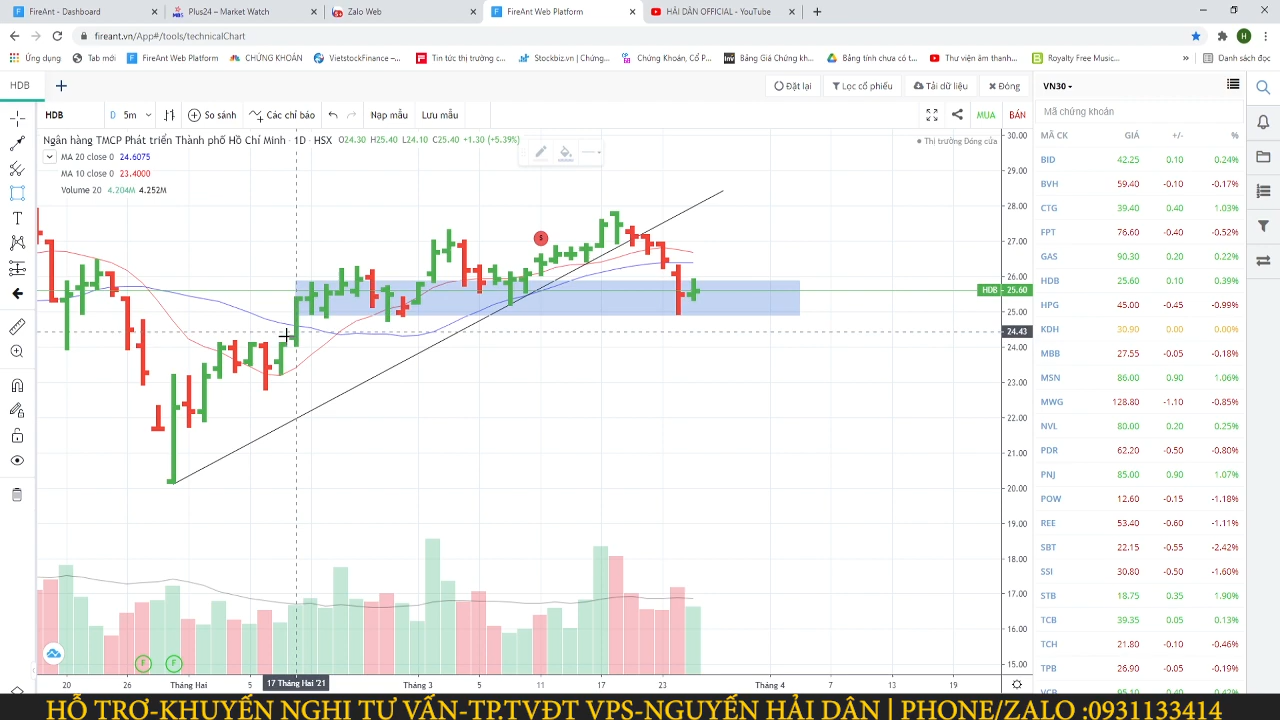 FireAnt - Dashboard
MBS Plus24 – Market Watch
Zalo Web
FireAnt Web Platform
HẢI DÂN OFFICIAL - YouTube
fireant.vn/App#/tools/technicalChart
H
Ứng dụng Tab mới FireAnt Web Platform CHỨNG KHOÁN VietstockFinance –... Tin tức thị trường c... Stockbiz.vn | Chứng... Chứng Khoán, Cổ P... Bảng Giá Chứng kh... Bảng tính chưa có t... Thư viện âm thanh... Royalty Free Music... » Danh sách đọc
HDB
Đặt lại Lọc cổ phiếu Tải dữ liệu Đóng
HDB D 5m So sánh Các chỉ báo Nạp mẫu Lưu mẫu MUA BÁN
Ngân hàng TMCP Phát triển Thành phố Hồ Chí Minh · 1D · HSX O24.30 H25.40 L24.10 C25.40 +1.30 (+5.39%)
Thị trường Đóng cửa
MA 20 close 0 24.6075
MA 10 close 0 23.4000
Volume 20 4.204M 4.252M
30.00
29.00
28.00
27.00
26.00
HDB 25.60
25.00
24.43
24.00
23.00
22.00
21.00
20.00
19.00
18.00
17.00
16.00
15.00
S
F F
20 26 Tháng Hai 5 17 Tháng Hai '21 Tháng 3 5 11 17 23 Tháng 4 7 13 19
VN30
Mã chứng khoán
MÃ CK GIÁ +/- %
BID 42.25 0.10 0.24%
BVH 59.40 -0.10 -0.17%
CTG 39.40 0.40 1.03%
FPT 76.60 -0.40 -0.52%
GAS 90.30 0.20 0.22%
HDB 25.60 0.10 0.39%
HPG 45.00 -0.45 -0.99%
KDH 30.90 0.00 0.00%
MBB 27.55 -0.05 -0.18%
MSN 86.00 0.90 1.06%
MWG 128.80 -1.10 -0.85%
NVL 80.00 0.20 0.25%
PDR 62.20 -0.50 -0.80%
PNJ 85.00 0.90 1.07%
POW 12.60 -0.15 -1.18%
REE 53.40 -0.60 -1.11%
SBT 22.15 -0.55 -2.42%
SSI 30.80 -0.50 -1.60%
STB 18.75 0.35 1.90%
TCB 39.35 0.05 0.13%
TCH 21.80 -0.10 -0.46%
TPB 26.90 -0.05 -0.19%
VCB 95.10 0.40 0.42%
HỖ TRỢ-KHUYẾN NGHỊ TƯ VẤN-TP.TVĐT VPS-NGUYỄN HẢI DÂN | PHONE/ZALO :0931133414